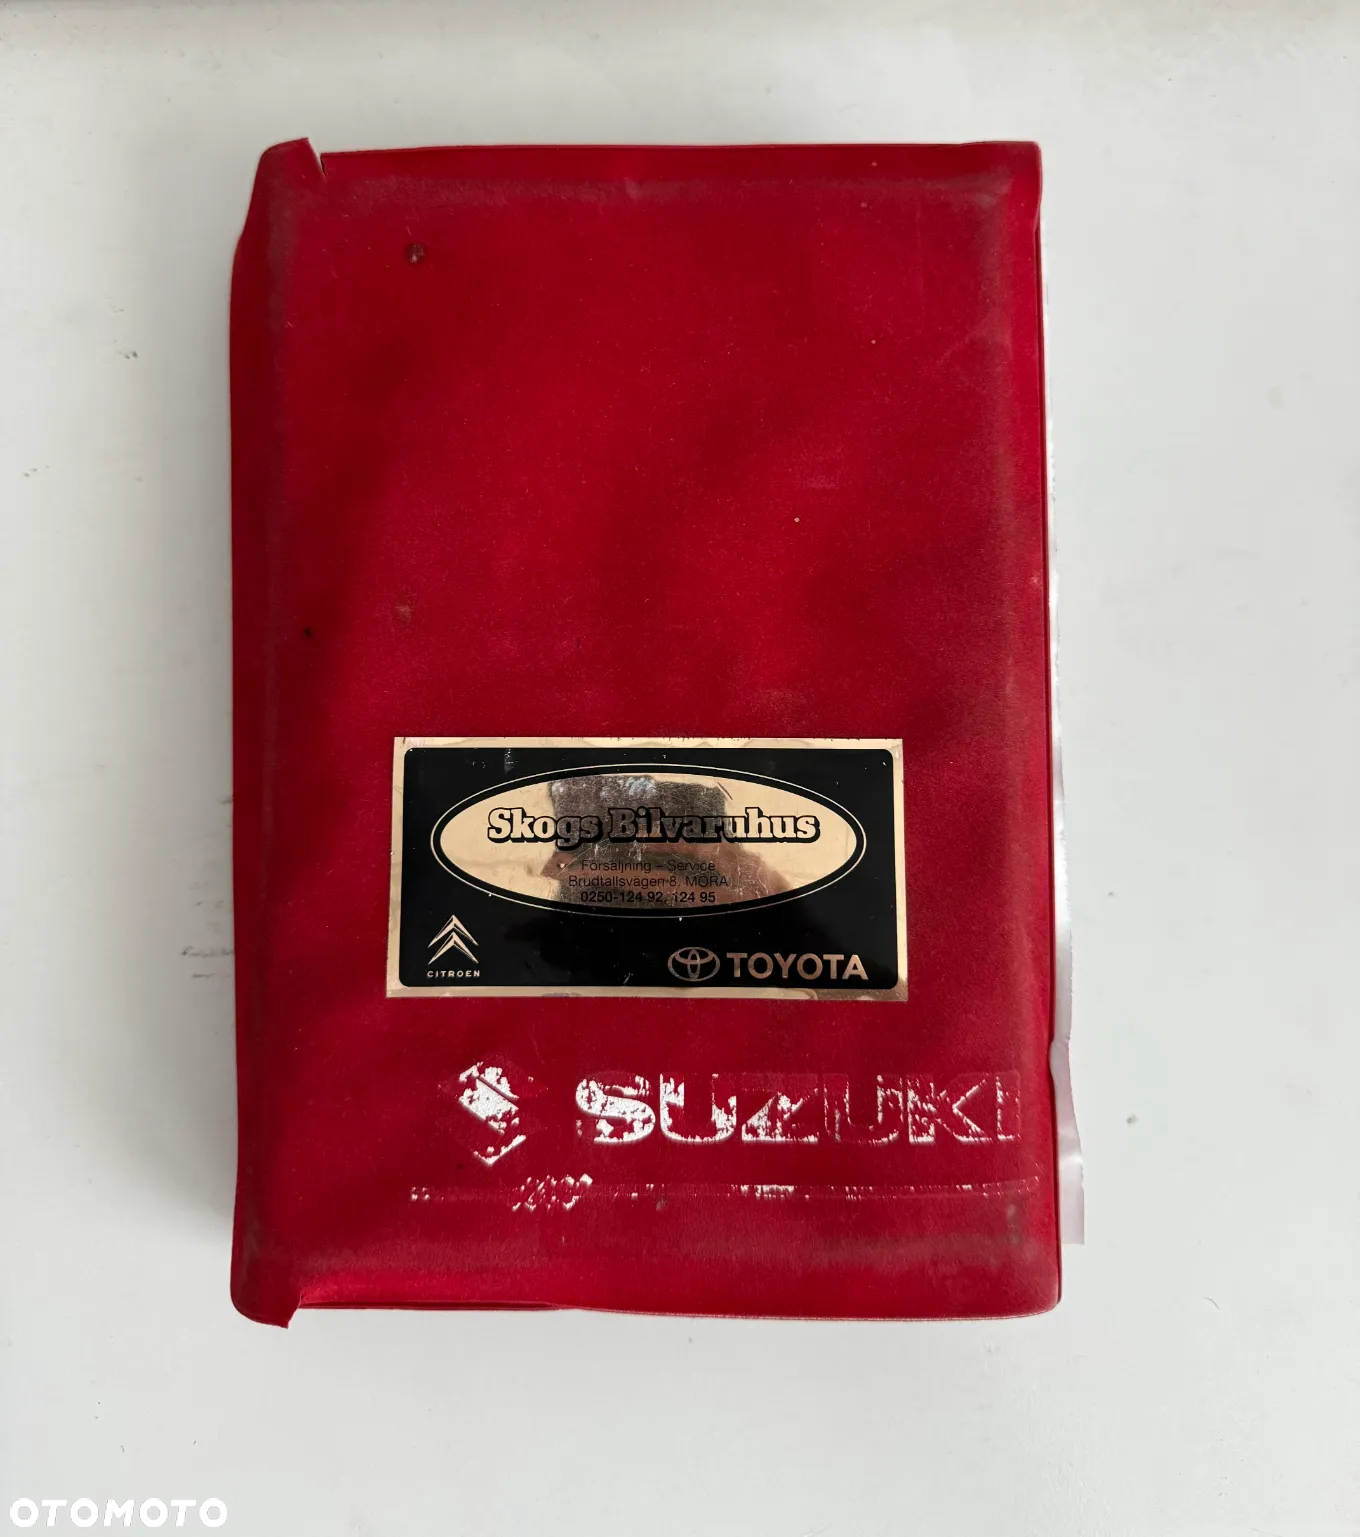 Skogs Bilvaruhus
Försäljning – Service
Brudtallsvägen 8, MORA
0250-124 92, 124 95
CITROEN
TOYOTA
SUZUKI
OTOMOTO